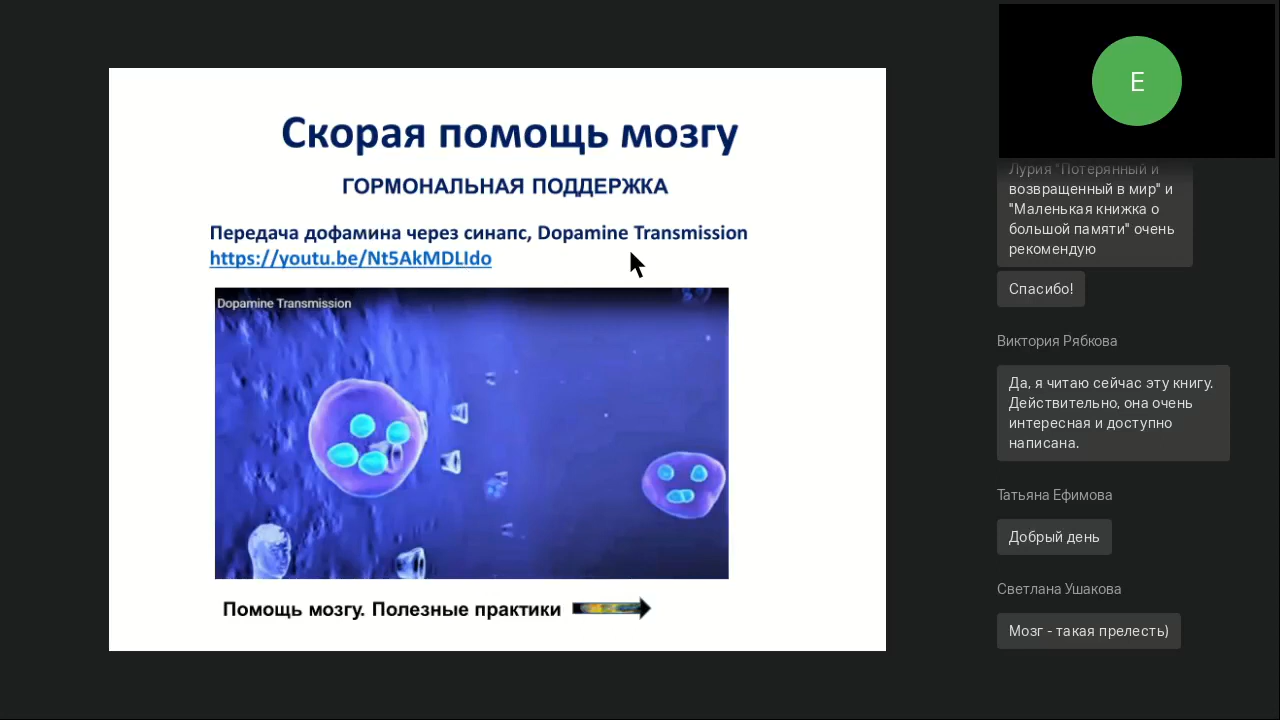 Скорая помощь мозгу
ГОРМОНАЛЬНАЯ ПОДДЕРЖКА
Передача дофамина через синапс, Dopamine Transmission
https://youtu.be/Nt5AkMDLIdo
Dopamine Transmission
Помощь мозгу. Полезные практики
E
Лурия "Потерянный и
возвращенный в мир" и
"Маленькая книжка о
большой памяти" очень
рекомендую
Спасибо!
Виктория Рябкова
Да, я читаю сейчас эту книгу.
Действительно, она очень
интересная и доступно
написана.
Татьяна Ефимова
Добрый день
Светлана Ушакова
Мозг - такая прелесть)